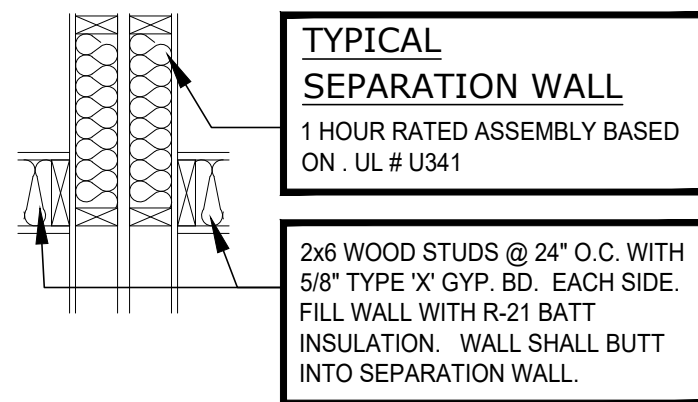 TYPICAL
SEPARATION WALL
1 HOUR RATED ASSEMBLY BASED
ON . UL # U341
2x6 WOOD STUDS @ 24" O.C. WITH
5/8" TYPE 'X' GYP. BD. EACH SIDE.
FILL WALL WITH R-21 BATT
INSULATION. WALL SHALL BUTT
INTO SEPARATION WALL.